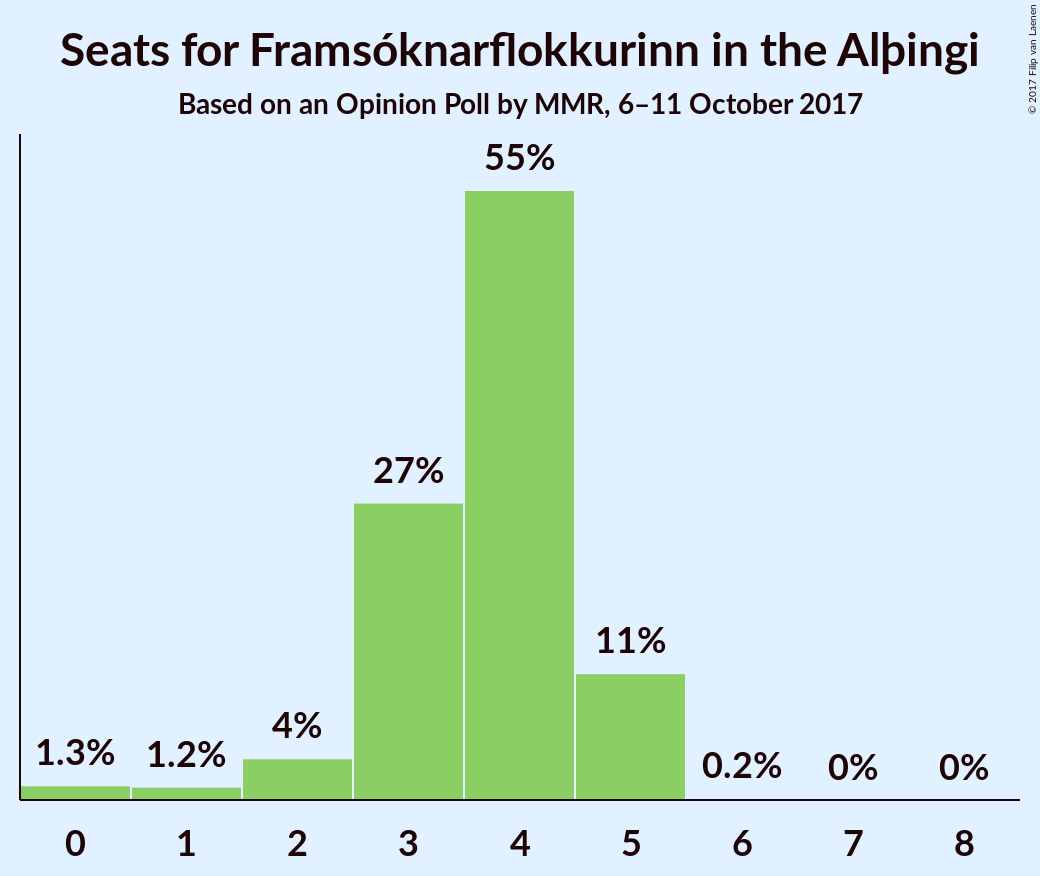 Seats for Framsóknarflokkurinn in the Alþingi
Based on an Opinion Poll by MMR, 6–11 October 2017
© 2017 Filip van Laenen
55%
27%
11%
4%
1.3%
1.2%
0.2%
0%
0%
0 1 2 3 4 5 6 7 8